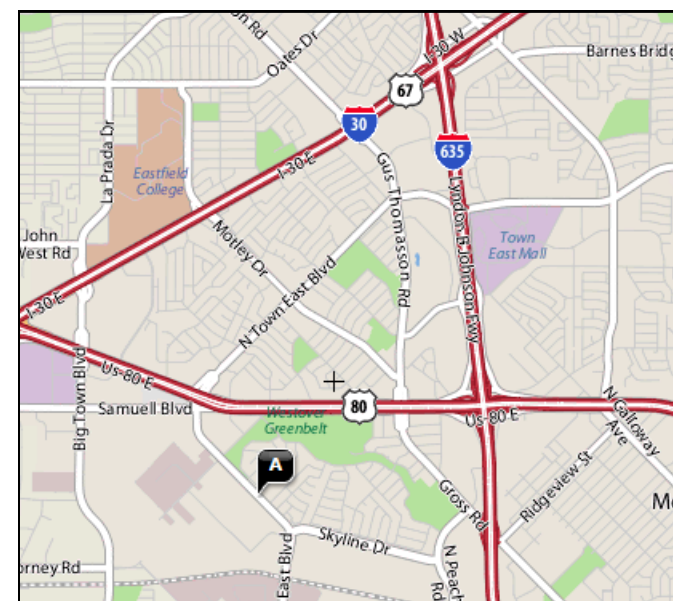 on Rd
Oates Dr
I-30 W
Barnes Bridg
67
La Prada Dr
30
635
I-30 E
Eastfield
College
Gus Thomasson Rd
Lyndon B Johnson Fwy
Motley Dr
John
West Rd
Town
East Mall
N Town East Blvd
I-30 E
Us-80 E
Big Town Blvd
Samuell Blvd
80
Westover
Greenbelt
Us-80 E
N Galloway
Ave
A
Ridgeview St
Gross Rd
Skyline Dr
East Blvd
N Peach
Rd
orney Rd